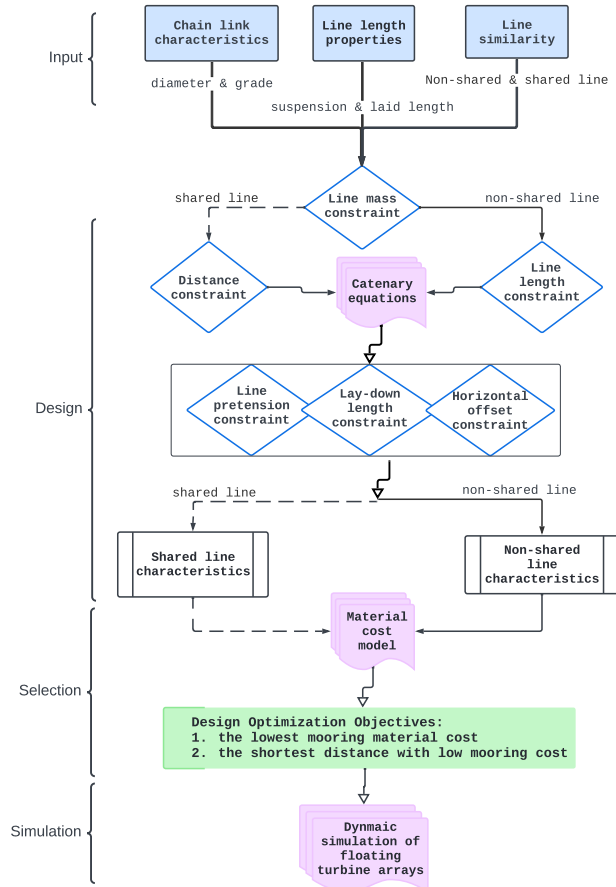 Chain link
characteristics
Line length
properties
Line
similarity
Input
diameter & grade
Non-shared & shared line
suspension & laid length
shared line
non-shared line
Line mass
constraint
Distance
constraint
Catenary
equations
Line
length
constraint
Design
Line
pretension
constraint
Lay-down
length
constraint
Horizontal
offset
constraint
shared line
non-shared line
Shared line
characteristics
Non-shared
line
characteristics
Material
cost
model
Selection
Design Optimization Objectives:
1. the lowest mooring material cost
2. the shortest distance with low mooring cost
Simulation
Dynmaic
simulation of
floating
turbine arrays